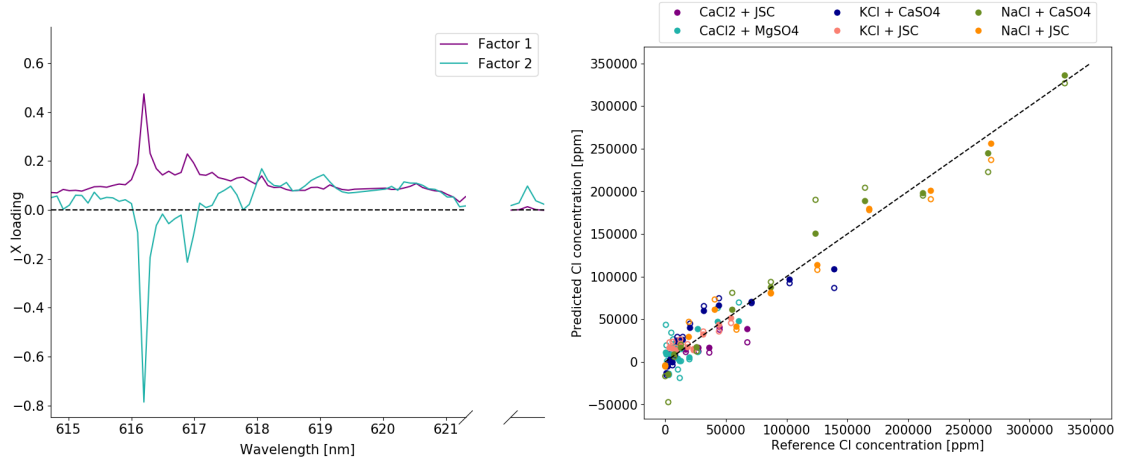 Factor 1
Factor 2
0.6
0.4
0.2
0.0
−0.2
−0.4
−0.6
−0.8
X loading
615 616 617 618 619 620 621
Wavelength [nm]
CaCl2 + JSC KCl + CaSO4 NaCl + CaSO4
CaCl2 + MgSO4 KCl + JSC NaCl + JSC
350000
300000
250000
200000
150000
100000
50000
0
−50000
Predicted Cl concentration [ppm]
0 50000 100000 150000 200000 250000 300000 350000
Reference Cl concentration [ppm]